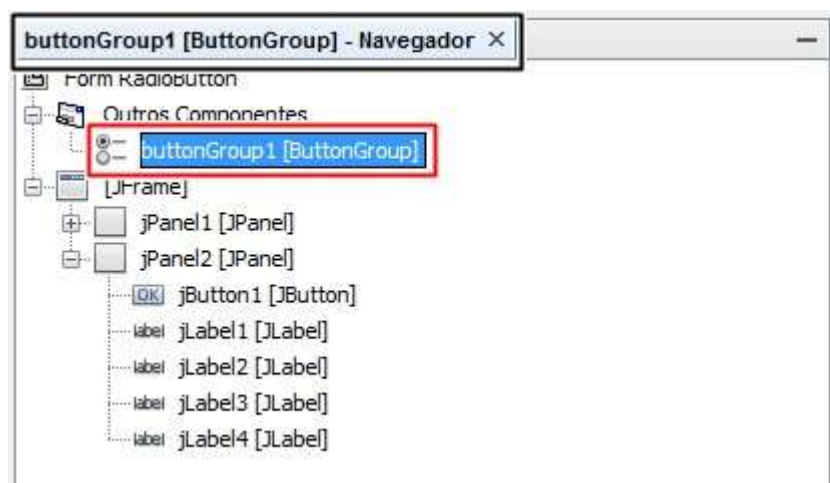 buttonGroup1 [ButtonGroup] - Navegador ×
Form RadioButton
Outros Componentes
buttonGroup1 [ButtonGroup]
[JFrame]
jPanel1 [JPanel]
jPanel2 [JPanel]
OK jButton1 [JButton]
label jLabel1 [JLabel]
label jLabel2 [JLabel]
label jLabel3 [JLabel]
label jLabel4 [JLabel]